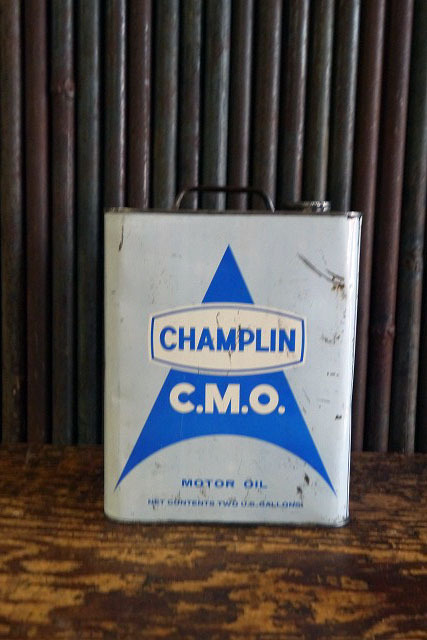 CHAMPLIN
C.M.O.
MOTOR OIL
NET CONTENTS TWO U.S. GALLONS